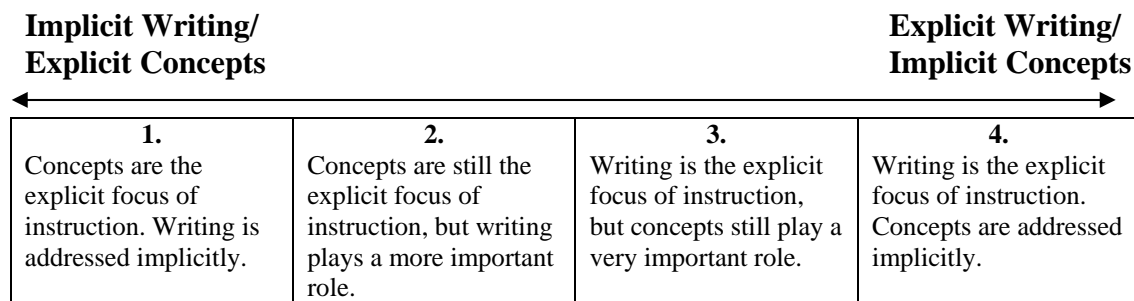 Implicit Writing/
Explicit Concepts
Explicit Writing/
Implicit Concepts
1.
Concepts are the
explicit focus of
instruction. Writing is
addressed implicitly.
2.
Concepts are still the
explicit focus of
instruction, but writing
plays a more important
role.
3.
Writing is the explicit
focus of instruction,
but concepts still play a
very important role.
4.
Writing is the explicit
focus of instruction.
Concepts are addressed
implicitly.